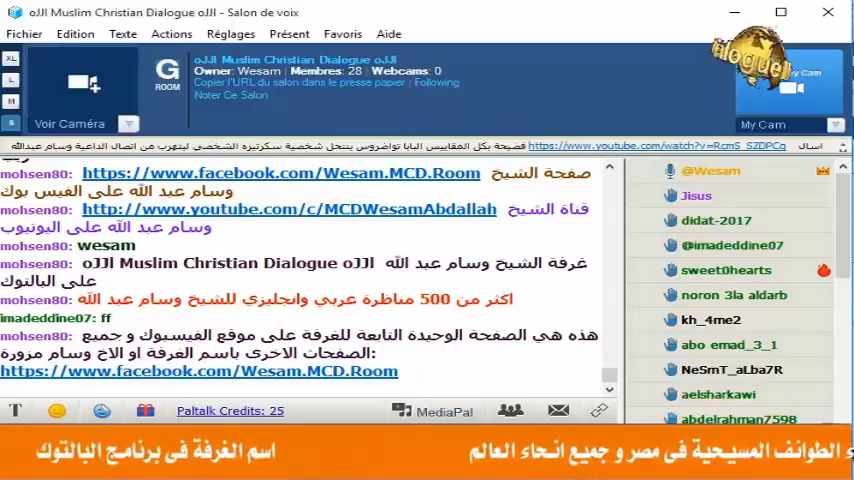 oJJl Muslim Christian Dialogue oJJl - Salon de voix
Fichier Edition Texte Actions Réglages Présent Favoris Aide
XL
L
M
S
Voir Caméra
G
ROOM
oJJl Muslim Christian Dialogue oJJl
Owner: Wesam | Membres: 28 | Webcams: 0
Copier l'URL du salon dans le presse papier | Following
Noter Ce Salon
My Cam
My Cam
فضيحة بكل المقاييس البابا تواضروس ينتحل شخصية سكرتيره الشخصي ليتهرب من اتصال الداعية وسام عبدالله https://www.youtube.com/watch?v=RcmS_SZDPCg اسال
mohsen80: https://www.facebook.com/Wesam.MCD.Room صفحة الشيخ
وسام عبد الله على الفيس بوك
mohsen80: http://www.youtube.com/c/MCDWesamAbdallah قناة الشيخ
وسام عبد الله على اليوتيوب
mohsen80: wesam
mohsen80: oJJl Muslim Christian Dialogue oJJl غرفة الشيخ وسام عبد الله
على البالتوك
mohsen80: اكثر من 500 مناظرة عربي وانجليزي للشيخ وسام عبد الله
imadeddine07: ff
mohsen80: هذه هي الصفحة الوحيدة التابعة للغرفة على موقع الفيسبوك و جميع
الصفحات الاخرى باسم الغرفة او الاخ وسام مزورة:
https://www.facebook.com/Wesam.MCD.Room
@Wesam
Jisus
didat-2017
@imadeddine07
sweet0hearts
noron 3la aldarb
kh_4me2
abo emad_3_1
NeSmT_aLba7R
aelsharkawi
abdelrahman7598
T Paltalk Credits: 25 MediaPal
الطوائف المسيحية فى مصر و جميع انحاء العالم
اسم الغرفة فى برنامج البالتوك